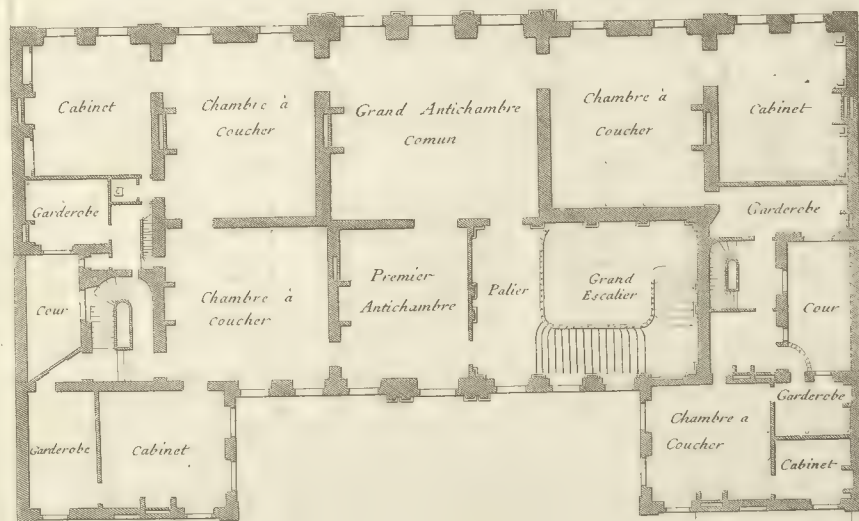 Cabinet
Chambre à
Coucher
Grand Antichambre
Comun
Chambre à
Coucher
Cabinet
Garderobe
Garderobe
Cour
Chambre à
Coucher
Premier
Antichambre
Palier
Grand
Escalier
Cour
Garderobe
Cabinet
Chambre a
Coucher
Garderobe
Cabinet